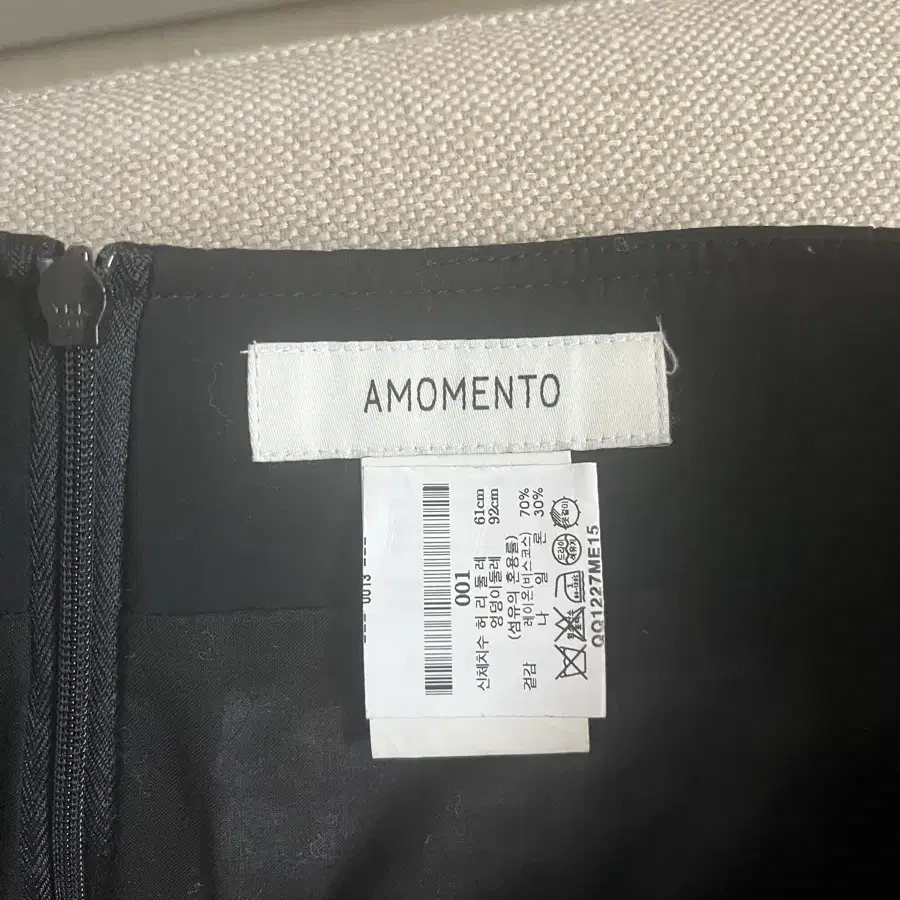 AMOMENTO
001
신체치수 허리둘레 61cm
엉덩이둘레 92cm
(섬유의 혼용률)
겉감 레이온(비스코스) 70%
나일론 30%
QQ1227ME15